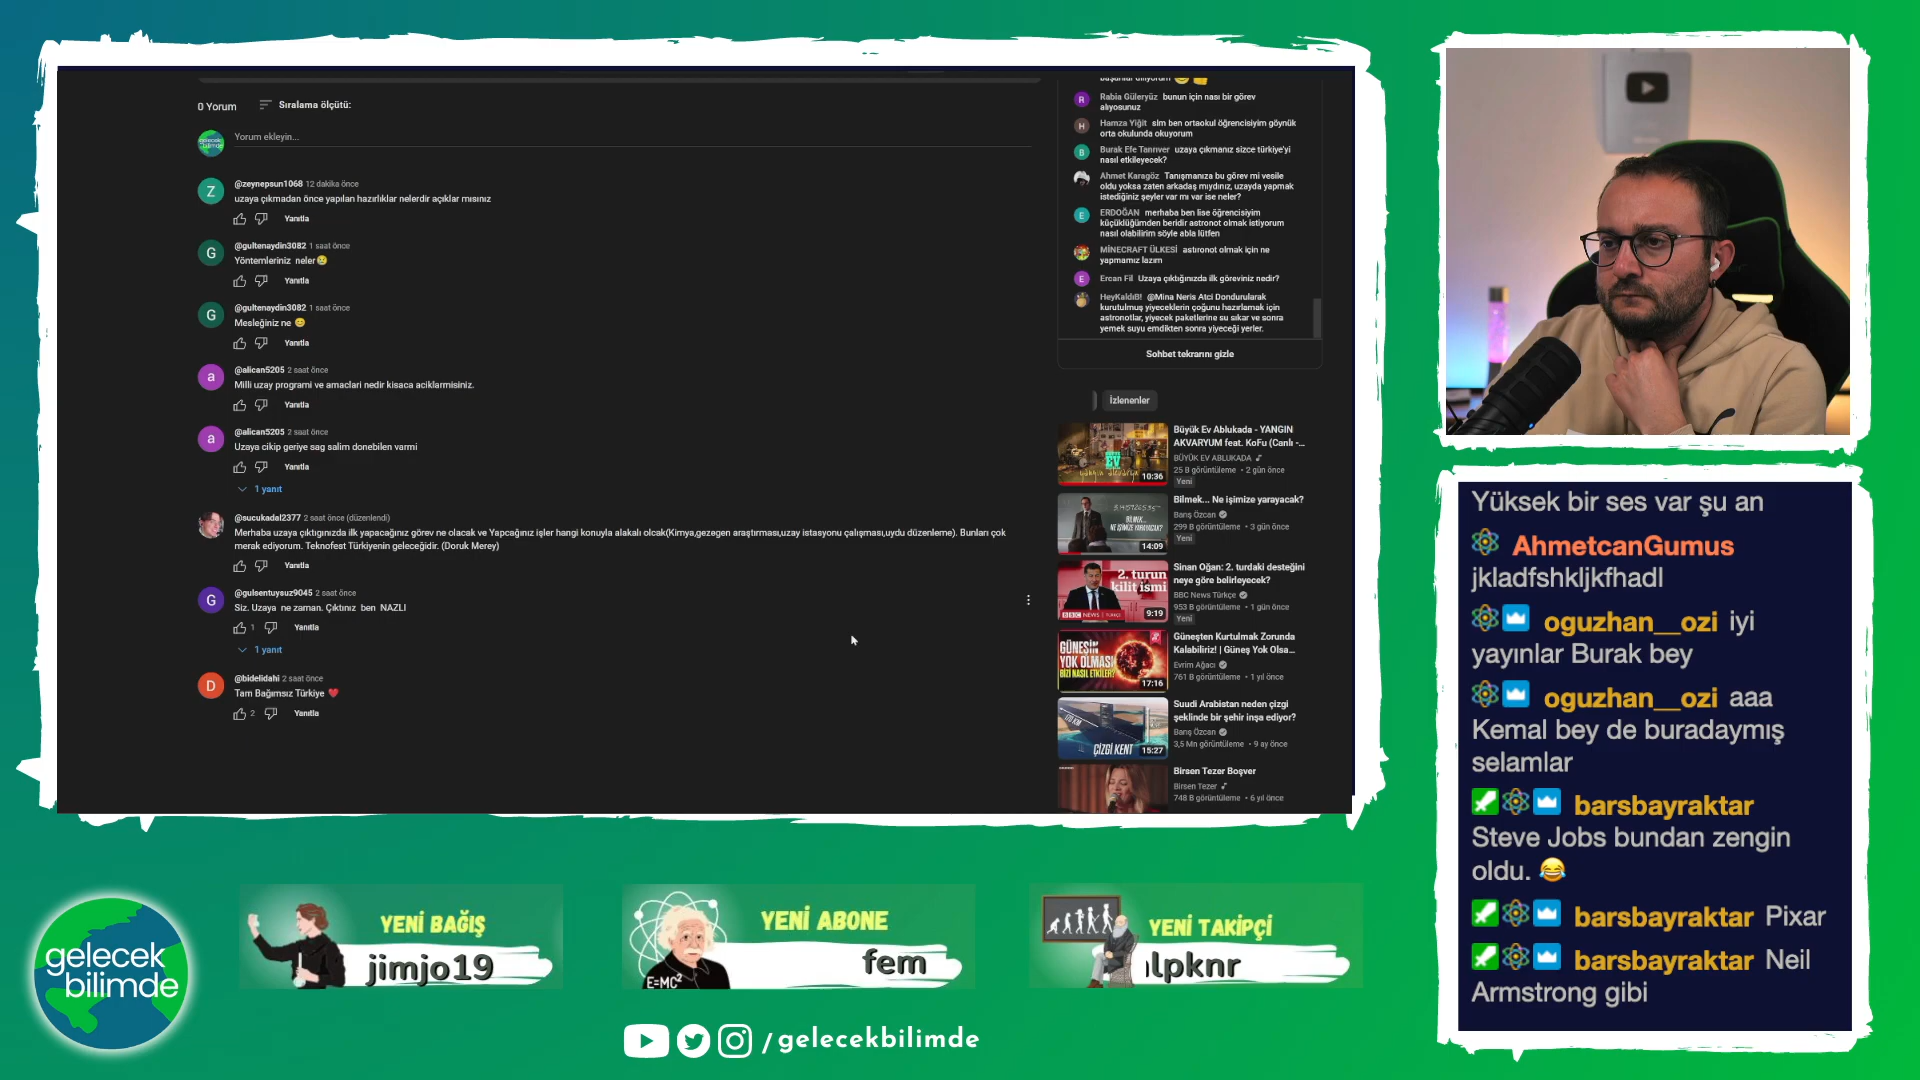 0 Yorum
Sıralama ölçütü:
Yorum ekleyin...
@zeynepsun1068 12 dakika önce
uzaya çıkmadan önce yapılan hazırlıklar nelerdir açıklar mısınız
Yanıtla
@gultenaydin3082 1 saat önce
Yöntemleriniz neler😢
Yanıtla
@gultenaydin3082 1 saat önce
Mesleğiniz ne 😊
Yanıtla
@alican5205 2 saat önce
Milli uzay programi ve amaclari nedir kisaca aciklarmisiniz.
Yanıtla
@alican5205 2 saat önce
Uzaya cikip geriye sag salim donebilen varmi
Yanıtla
1 yanıt
@sucukadal2377 2 saat önce (düzenlendi)
Merhaba uzaya çıktıgınızda ilk yapacağınız görev ne olacak ve Yapcağınız işler hangi konuyla alakalı olcak(Kimya,gezegen araştırması,uzay istasyonu çalışması,uydu düzenleme). Bunları çok
merak ediyorum. Teknofest Türkiyenin geleceğidir. (Doruk Merey)
Yanıtla
@gulsentuysuz9045 2 saat önce
Siz. Uzaya ne zaman. Çıktınız ben NAZLI
1 Yanıtla
1 yanıt
@bidelidahi 2 saat önce
Tam Bağımsız Türkiye ❤️
2 Yanıtla
başarılar diliyorum
Rabia Güleryüz bunun için nası bir görev
alıyosunuz
Hamza Yiğit slm ben ortaokul öğrencisiyim göynük
orta okulunda okuyorum
Burak Efe Tanrıver uzaya çıkmanız sizce türkiye'yi
nasıl etkileyecek?
Ahmet Karagöz Tanışmanıza bu görev mi vesile
oldu yoksa zaten arkadaş mıydınız, uzayda yapmak
istediğiniz şeyler var mı var ise neler?
ERDOĞAN merhaba ben lise öğrencisiyim
küçüklüğümden beridir astronot olmak istiyorum
nasıl olabilirim söyle abla lütfen
MİNECRAFT ÜLKESİ astıronot olmak için ne
yapmamız lazım
Ercan Fil Uzaya çıktığınızda ilk göreviniz nedir?
HeyKaldıB! @Mina Neris Atci Dondurularak
kurutulmuş yiyeceklerin çoğunu hazırlamak için
astronotlar, yiyecek paketlerine su sıkar ve sonra
yemek suyu emdikten sonra yiyeceği yerler.
Sohbet tekrarını gizle
İzlenenler
10:36
Büyük Ev Ablukada - YANGIN
AKVARYUM feat. KoFu (Canlı -...
BÜYÜK EV ABLUKADA
25 B görüntüleme • 2 gün önce
Yeni
14:09
Bilmek... Ne işimize yarayacak?
Barış Özcan
299 B görüntüleme • 3 gün önce
Yeni
2. turun
kilit ismi
BBC NEWS
9:19
Sinan Oğan: 2. turdaki desteğini
neye göre belirleyecek?
BBC News Türkçe
953 B görüntüleme • 1 gün önce
Yeni
GÜNEŞİN
YOK OLMASI
BİZİ NASIL ETKİLER?
17:16
Güneşten Kurtulmak Zorunda
Kalabiliriz! | Güneş Yok Olsa...
Evrim Ağacı
761 B görüntüleme • 1 yıl önce
ÇİZGİ KENT
15:27
Suudi Arabistan neden çizgi
şeklinde bir şehir inşa ediyor?
Barış Özcan
3,5 Mn görüntüleme • 9 ay önce
Birsen Tezer Boşver
Birsen Tezer
748 B görüntüleme • 6 yıl önce
Yüksek bir ses var şu an
AhmetcanGumus
jkladfshkljkfhadl
oguzhan__ozi iyi
yayınlar Burak bey
oguzhan__ozi aaa
Kemal bey de buradaymış
selamlar
barsbayraktar
Steve Jobs bundan zengin
oldu. 😂
barsbayraktar Pixar
barsbayraktar Neil
Armstrong gibi
gelecek
bilimde
YENİ BAĞIŞ
jimjo19
E=MC²
YENİ ABONE
fem
YENİ TAKİPÇİ
lpknr
/gelecekbilimde